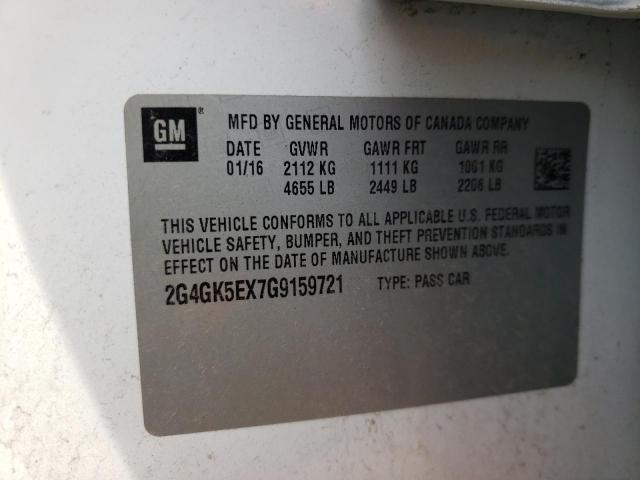 GM ®
MFD BY GENERAL MOTORS OF CANADA COMPANY
DATE GVWR GAWR FRT GAWR RR
01/16 2112 KG 1111 KG 1001 KG
4655 LB 2449 LB 2206 LB
THIS VEHICLE CONFORMS TO ALL APPLICABLE U.S. FEDERAL MOTOR
VEHICLE SAFETY, BUMPER, AND THEFT PREVENTION STANDARDS IN
EFFECT ON THE DATE OF MANUFACTURE SHOWN ABOVE.
2G4GK5EX7G9159721 TYPE: PASS CAR